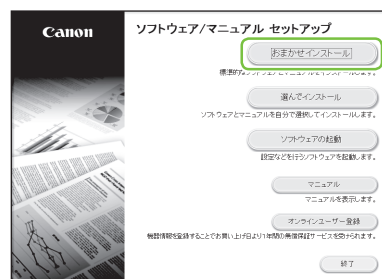 Canon
ソフトウェア/マニュアル セットアップ
おまかせインストール
標準的なソフトウェアとマニュアルをインストールします。
選んでインストール
ソフトウェアとマニュアルを自分で選択してインストールします。
ソフトウェアの起動
設定などを行うソフトウェアを起動します。
マニュアル
マニュアルを表示します。
オンラインユーザー登録
機器情報を登録することでお買い上げ日より1年間の無償保証サービスを受けられます。
終了